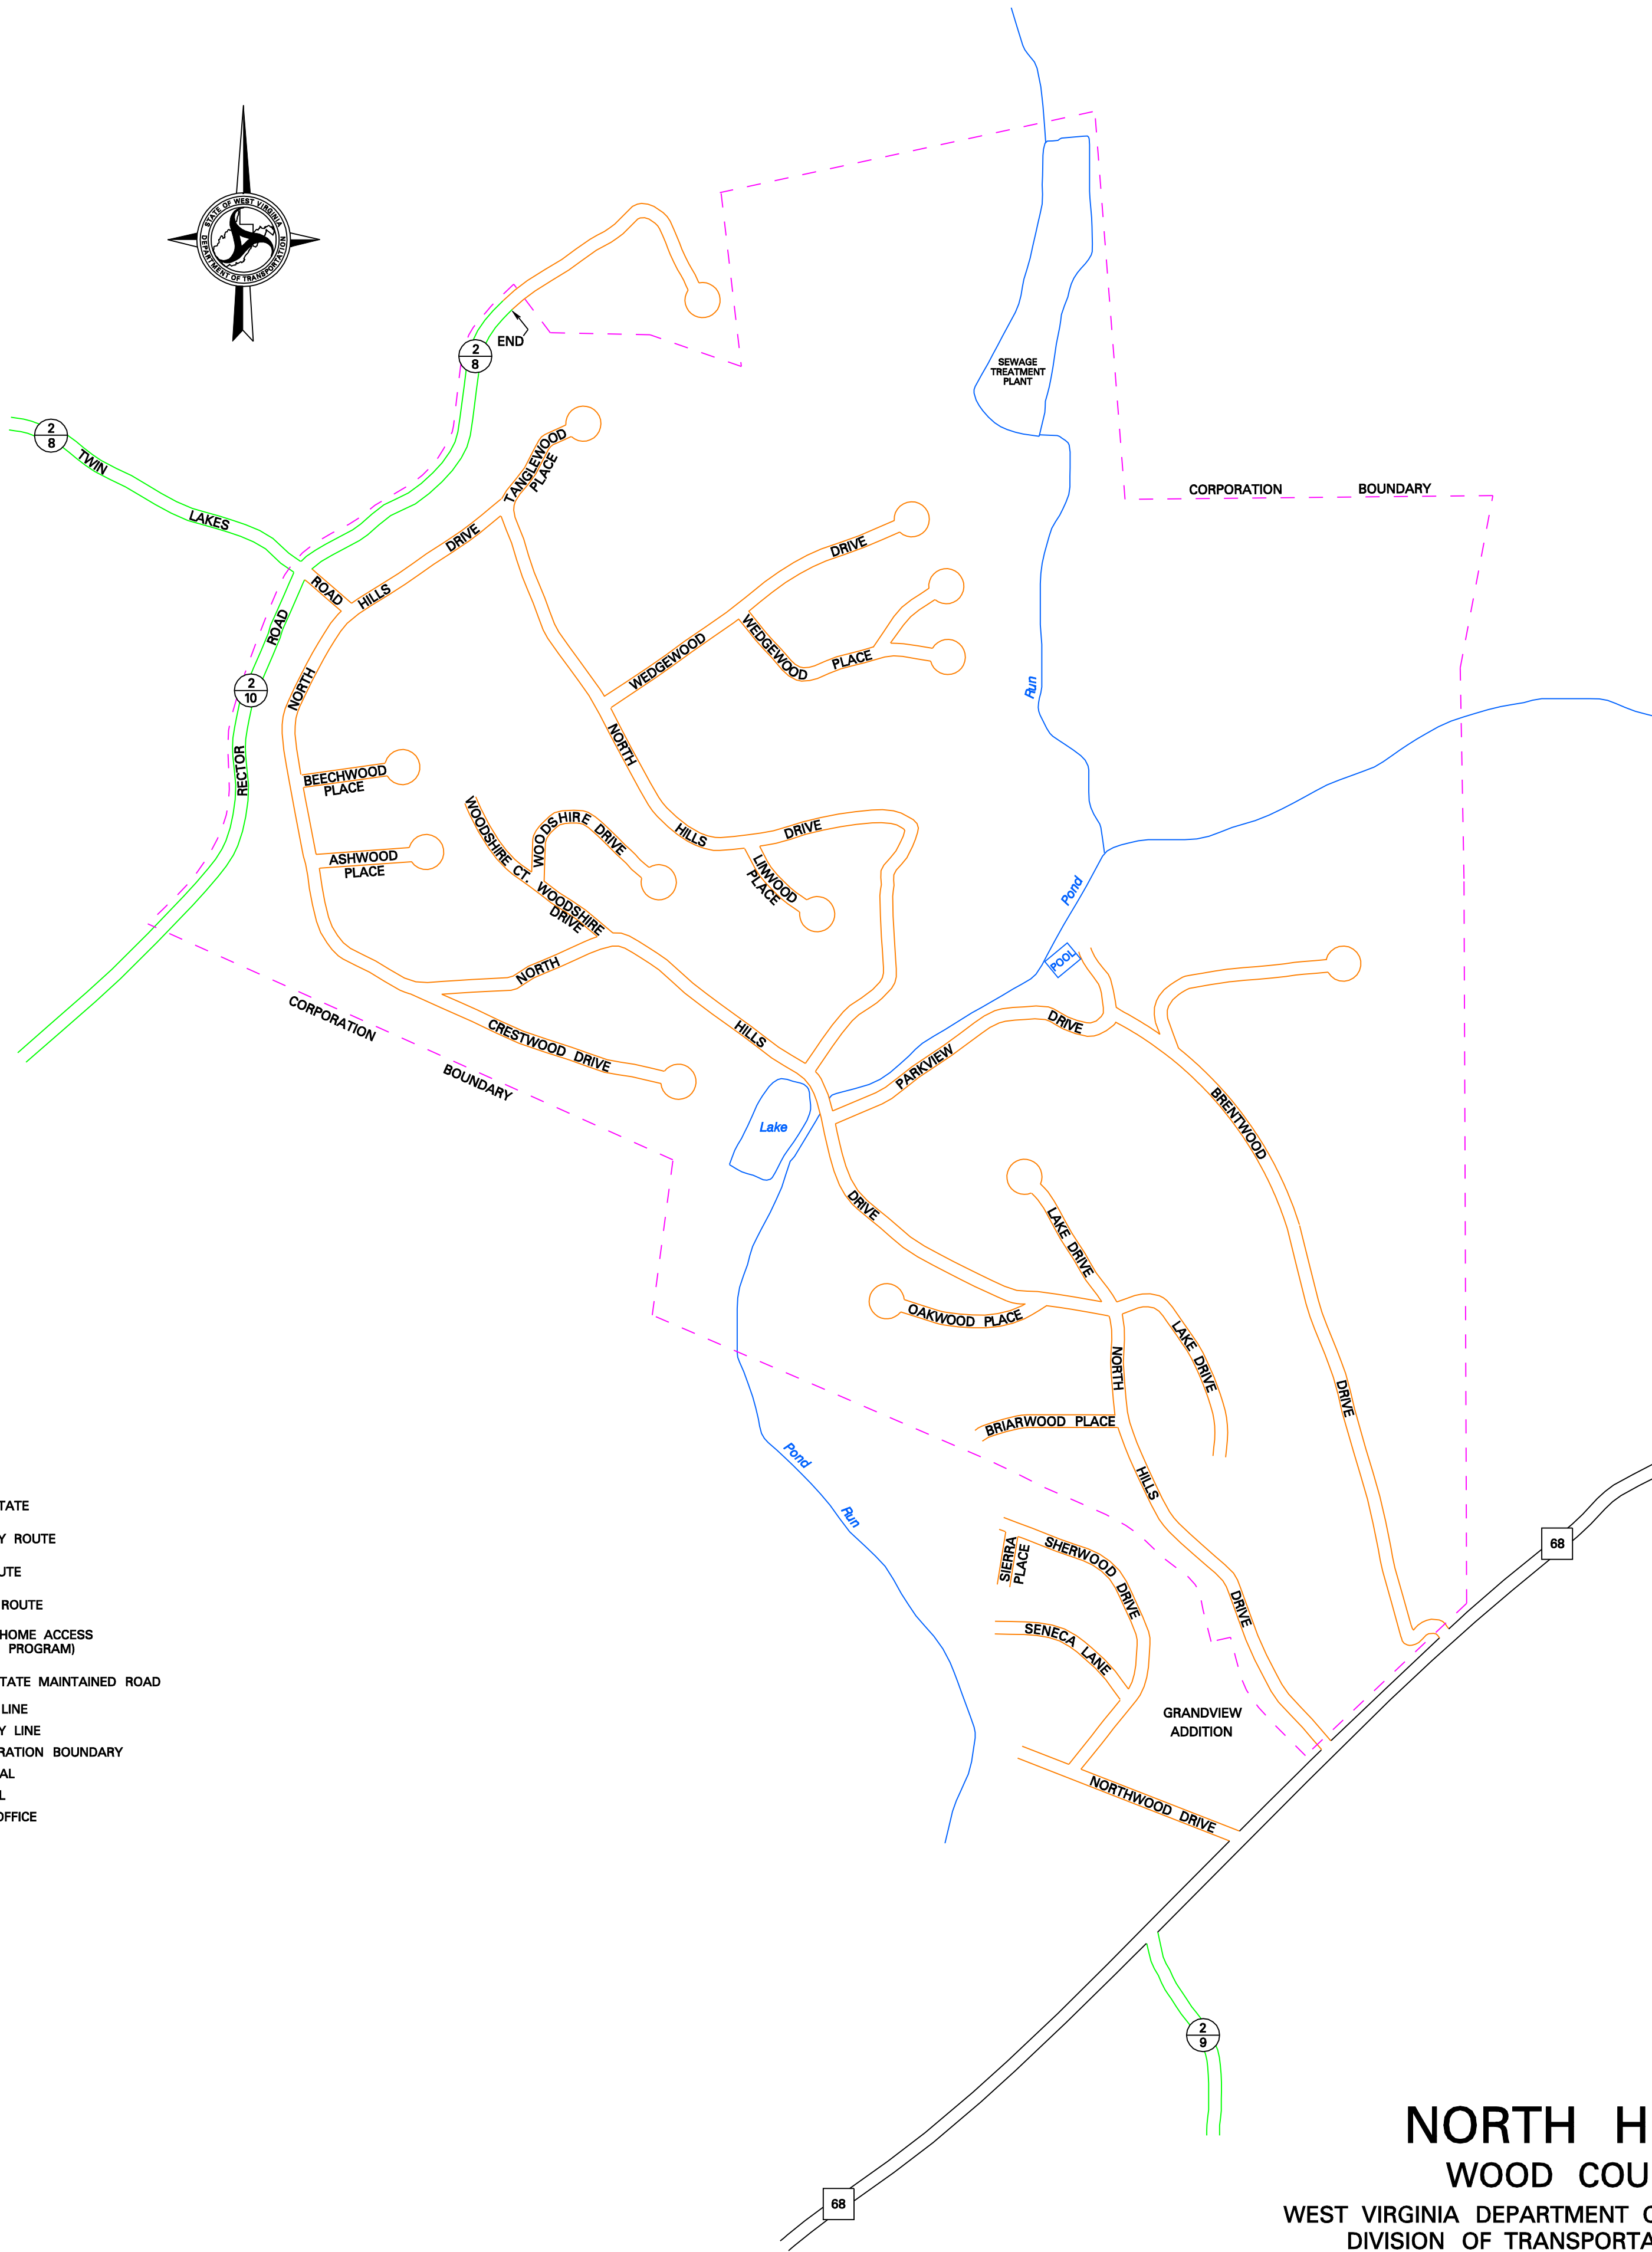 STATE OF WEST VIRGINIA
DEPARTMENT OF TRANSPORTATION
SEWAGE
TREATMENT
PLANT
END
2
8
2
8
TWIN
LAKES
ROAD
TANGLEWOOD
PLACE
CORPORATION BOUNDARY
NORTH
HILLS
DRIVE
ROAD
2
10
RECTOR
WEDGEWOOD
DRIVE
WEDGEWOOD
PLACE
Run
NORTH
HILLS
DRIVE
BEECHWOOD
PLACE
ASHWOOD
PLACE
WOODSHIRE CT.
WOODSHIRE DRIVE
WOODSHIRE
DRIVE
LINWOOD
PLACE
Pond
POOL
NORTH
HILLS
DRIVE
CORPORATION
BOUNDARY
CRESTWOOD DRIVE
PARKVIEW
DRIVE
BRENTWOOD
DRIVE
Lake
LAKE DRIVE
OAKWOOD PLACE
LAKE DRIVE
NORTH
HILLS
DRIVE
BRIARWOOD PLACE
Pond
Run
SIERRA
PLACE
SHERWOOD DRIVE
SENECA LANE
GRANDVIEW
ADDITION
NORTHWOOD DRIVE
68
2
9
68
TATE
Y ROUTE
UTE
ROUTE
HOME ACCESS
PROGRAM)
TATE MAINTAINED ROAD
LINE
Y LINE
RATION BOUNDARY
AL
L
OFFICE
NORTH H
WOOD COU
WEST VIRGINIA DEPARTMENT
DIVISION OF TRANSPORTA